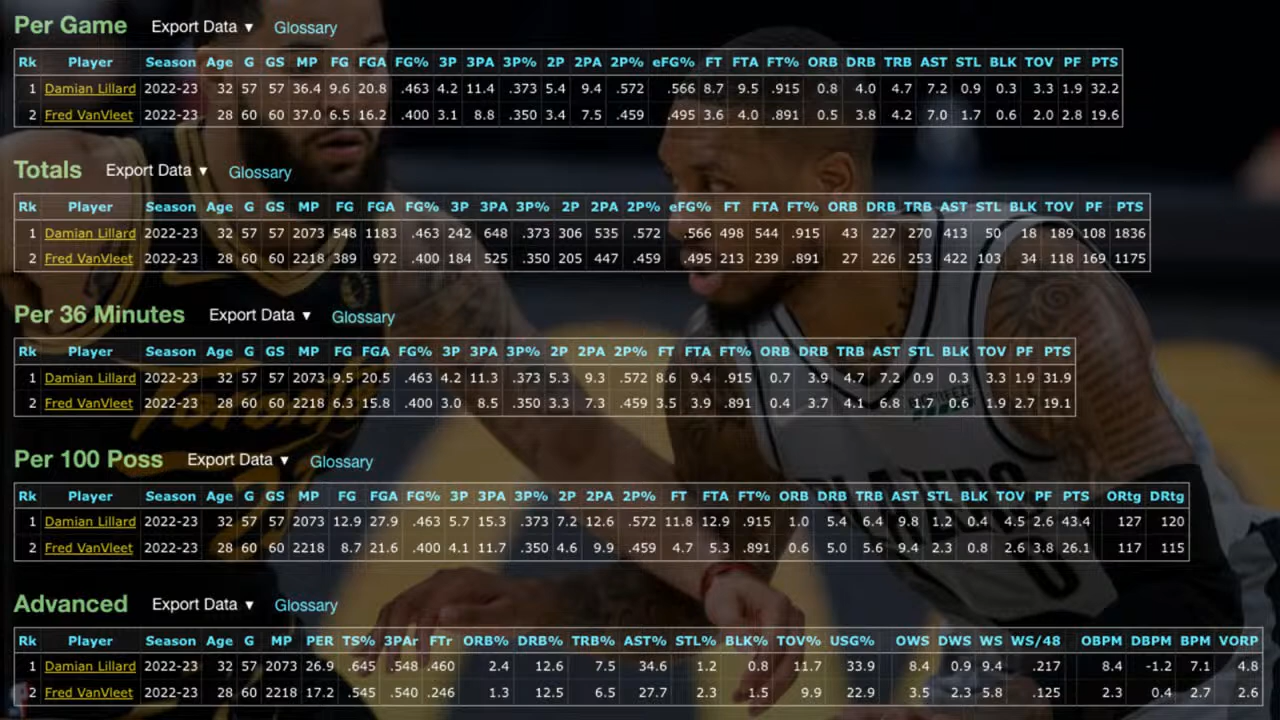 Per Game Export Data ▼ Glossary
Rk Player Season Age G GS MP FG FGA FG% 3P 3PA 3P% 2P 2PA 2P% eFG% FT FTA FT% ORB DRB TRB AST STL BLK TOV PF PTS
1 Damian Lillard 2022-23 32 57 57 36.4 9.6 20.8 .463 4.2 11.4 .373 5.4 9.4 .572 .566 8.7 9.5 .915 0.8 4.0 4.7 7.2 0.9 0.3 3.3 1.9 32.2
2 Fred VanVleet 2022-23 28 60 60 37.0 6.5 16.2 .400 3.1 8.8 .350 3.4 7.5 .459 .495 3.6 4.0 .891 0.5 3.8 4.2 7.0 1.7 0.6 2.0 2.8 19.6
Totals Export Data ▼ Glossary
Rk Player Season Age G GS MP FG FGA FG% 3P 3PA 3P% 2P 2PA 2P% eFG% FT FTA FT% ORB DRB TRB AST STL BLK TOV PF PTS
1 Damian Lillard 2022-23 32 57 57 2073 548 1183 .463 242 648 .373 306 535 .572 .566 498 544 .915 43 227 270 413 50 18 189 108 1836
2 Fred VanVleet 2022-23 28 60 60 2218 389 972 .400 184 525 .350 205 447 .459 .495 213 239 .891 27 226 253 422 103 34 118 169 1175
Per 36 Minutes Export Data ▼ Glossary
Rk Player Season Age G GS MP FG FGA FG% 3P 3PA 3P% 2P 2PA 2P% FT FTA FT% ORB DRB TRB AST STL BLK TOV PF PTS
1 Damian Lillard 2022-23 32 57 57 2073 9.5 20.5 .463 4.2 11.3 .373 5.3 9.3 .572 8.6 9.4 .915 0.7 3.9 4.7 7.2 0.9 0.3 3.3 1.9 31.9
2 Fred VanVleet 2022-23 28 60 60 2218 6.3 15.8 .400 3.0 8.5 .350 3.3 7.3 .459 3.5 3.9 .891 0.4 3.7 4.1 6.8 1.7 0.6 1.9 2.7 19.1
Per 100 Poss Export Data ▼ Glossary
Rk Player Season Age G GS MP FG FGA FG% 3P 3PA 3P% 2P 2PA 2P% FT FTA FT% ORB DRB TRB AST STL BLK TOV PF PTS ORtg DRtg
1 Damian Lillard 2022-23 32 57 57 2073 12.9 27.9 .463 5.7 15.3 .373 7.2 12.6 .572 11.8 12.9 .915 1.0 5.4 6.4 9.8 1.2 0.4 4.5 2.6 43.4 127 120
2 Fred VanVleet 2022-23 28 60 60 2218 8.7 21.6 .400 4.1 11.7 .350 4.6 9.9 .459 4.7 5.3 .891 0.6 5.0 5.6 9.4 2.3 0.8 2.6 3.8 26.1 117 115
Advanced Export Data ▼ Glossary
Rk Player Season Age G MP PER TS% 3PAr FTr ORB% DRB% TRB% AST% STL% BLK% TOV% USG% OWS DWS WS WS/48 OBPM DBPM BPM VORP
1 Damian Lillard 2022-23 32 57 2073 26.9 .645 .548 .460 2.4 12.6 7.5 34.6 1.2 0.8 11.7 33.9 8.4 0.9 9.4 .217 8.4 -1.2 7.1 4.8
2 Fred VanVleet 2022-23 28 60 2218 17.2 .545 .540 .246 1.3 12.5 6.5 27.7 2.3 1.5 9.9 22.9 3.5 2.3 5.8 .125 2.3 0.4 2.7 2.6